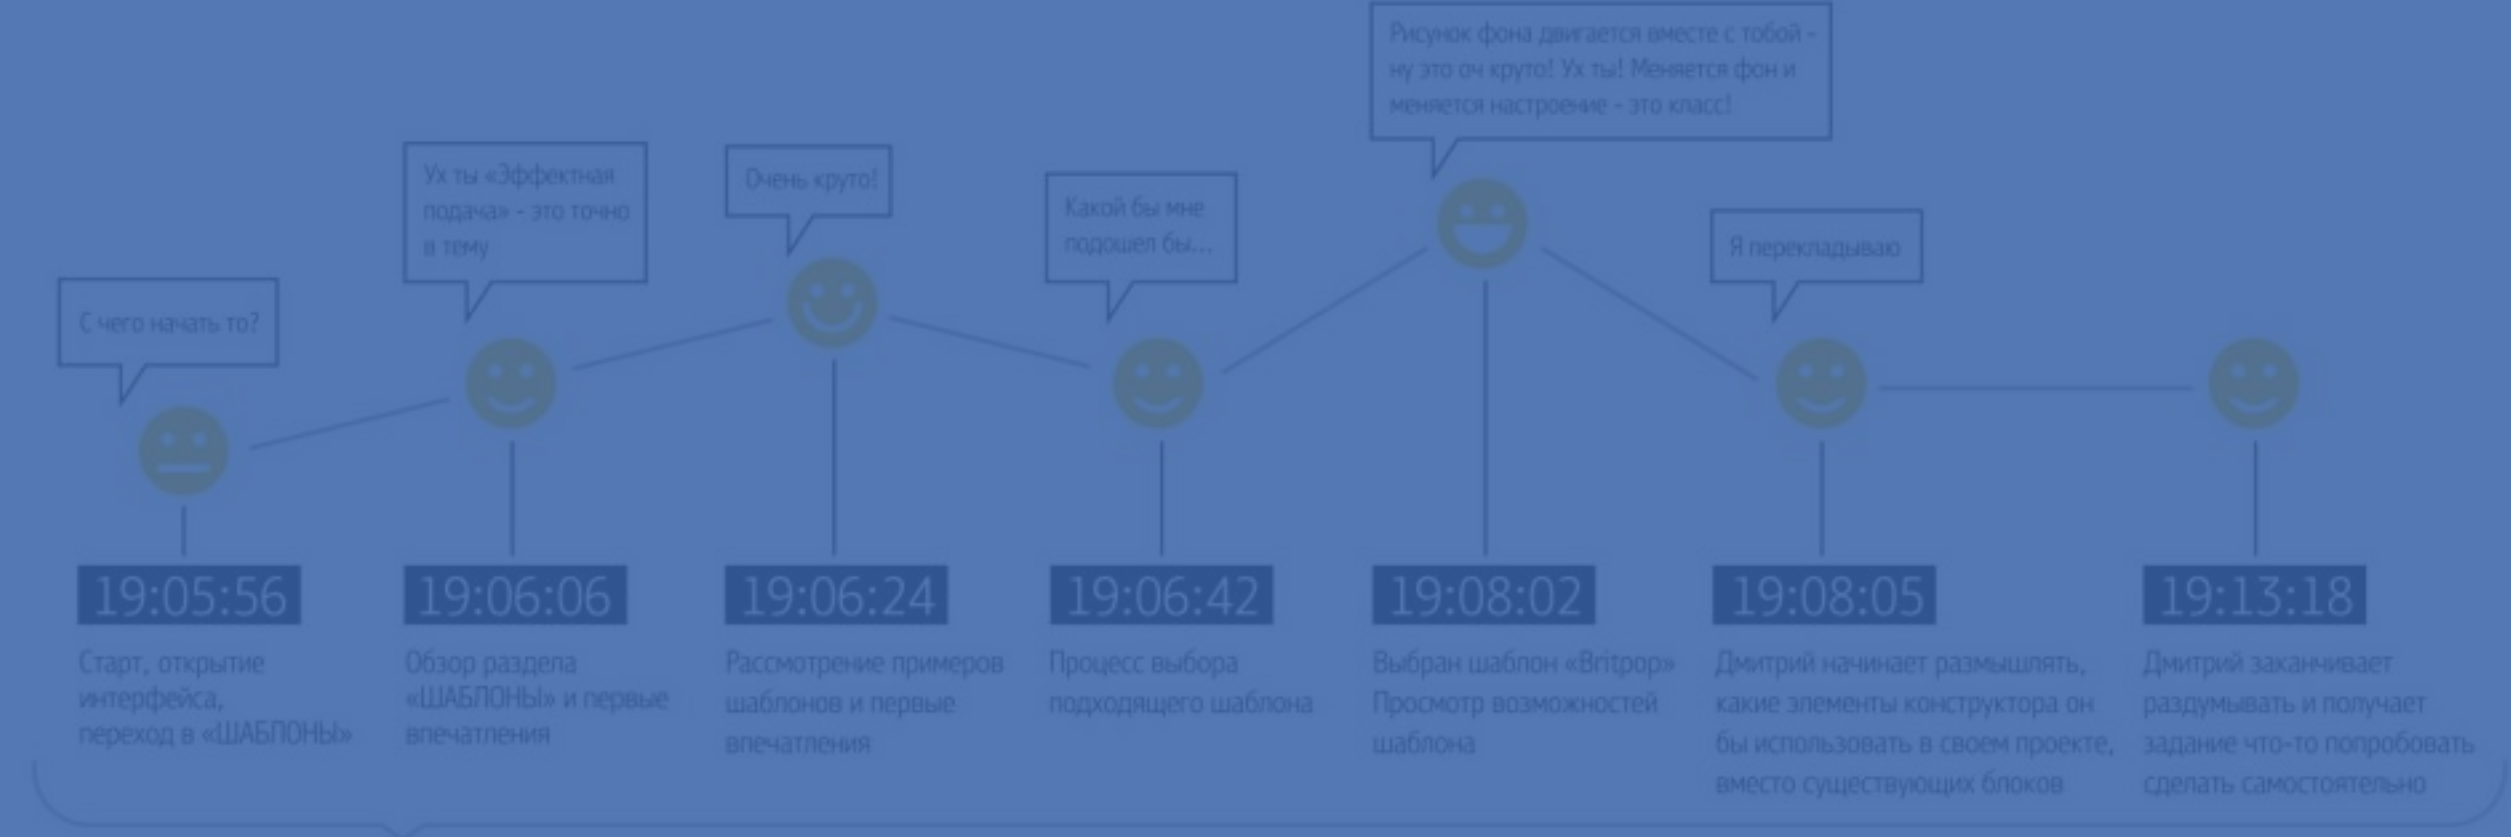 Рисунок фона двигается вместе с тобой -
ну это оч круто! Ух ты! Меняется фон и
меняется настроение - это класс!
Ух ты «Эффектная
подача» - это точно
в тему
Очень круто!
Какой бы мне
подошел бы...
Я перекладываю
С чего начать то?
19:05:56
Старт, открытие
интерфейса,
переход в «ШАБЛОНЫ»
19:06:06
Обзор раздела
«ШАБЛОНЫ» и первые
впечатления
19:06:24
Рассмотрение примеров
шаблонов и первые
впечатления
19:06:42
Процесс выбора
подходящего шаблона
19:08:02
Выбран шаблон «Britpop»
Просмотр возможностей
шаблона
19:08:05
Дмитрий начинает размышлять,
какие элементы конструктора он
бы использовать в своем проекте,
вместо существующих блоков
19:13:18
Дмитрий заканчивает
раздумывать и получает
задание что-то попробовать
сделать самостоятельно